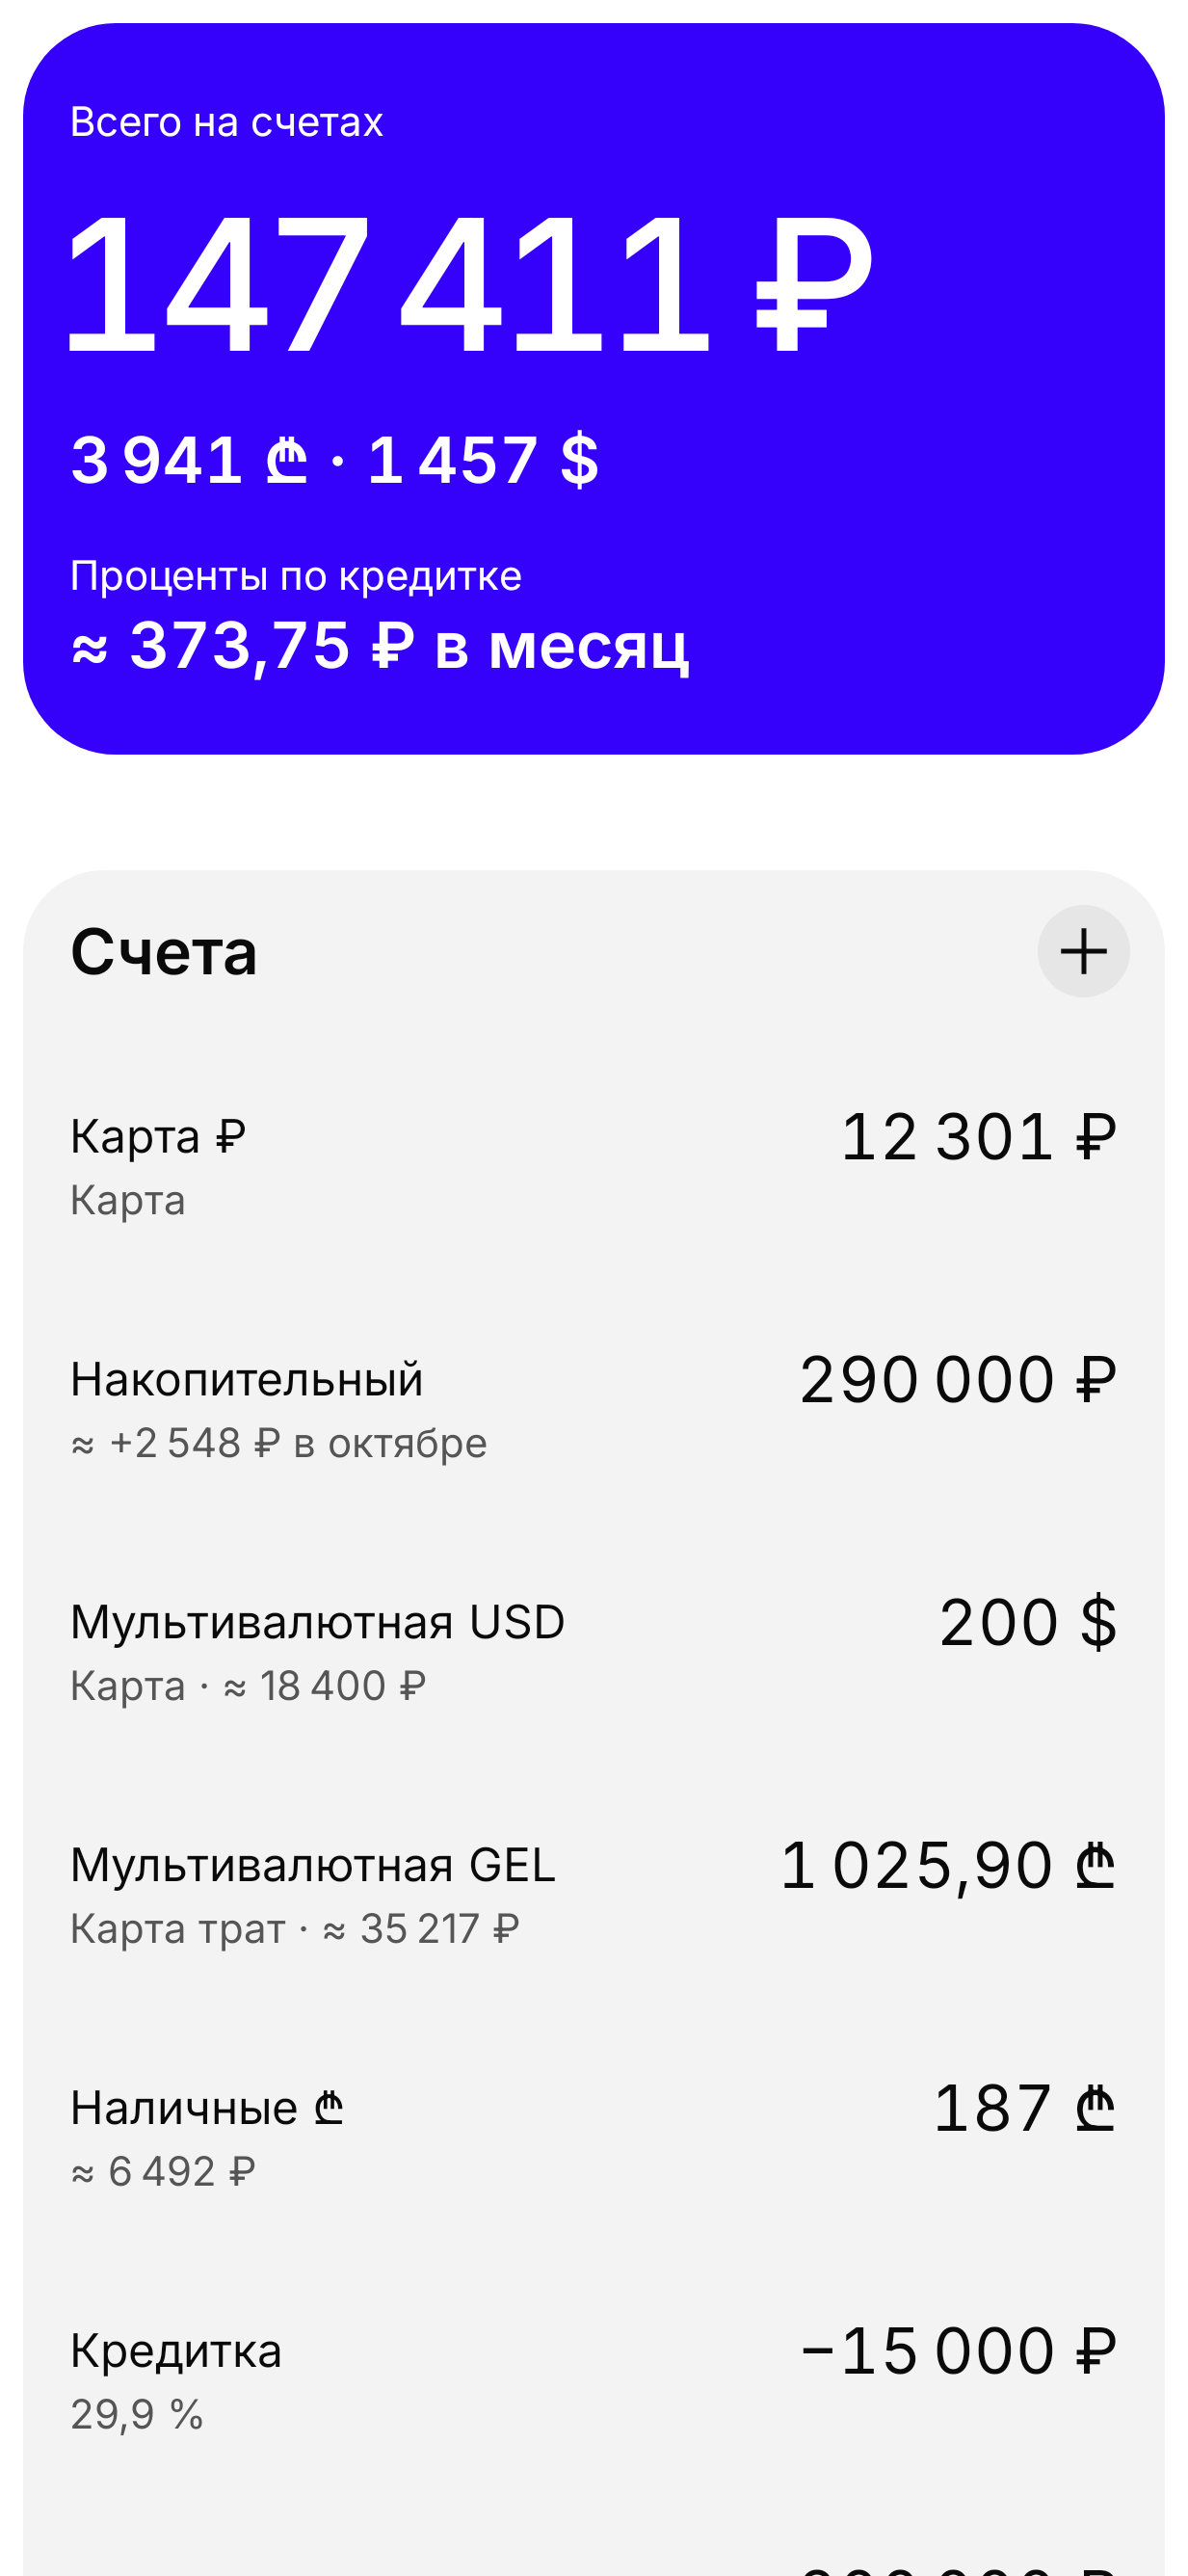 Всего на счетах
147 411 ₽
3 941 ₾ · 1 457 $
Проценты по кредитке
≈ 373,75 ₽ в месяц
Счета
Карта ₽
12 301 ₽
Карта
Накопительный
290 000 ₽
≈ +2 548 ₽ в октябре
Мультивалютная USD
200 $
Карта · ≈ 18 400 ₽
Мультивалютная GEL
1 025,90 ₾
Карта трат · ≈ 35 217 ₽
Наличные ₾
187 ₾
≈ 6 492 ₽
Кредитка
−15 000 ₽
29,9 %